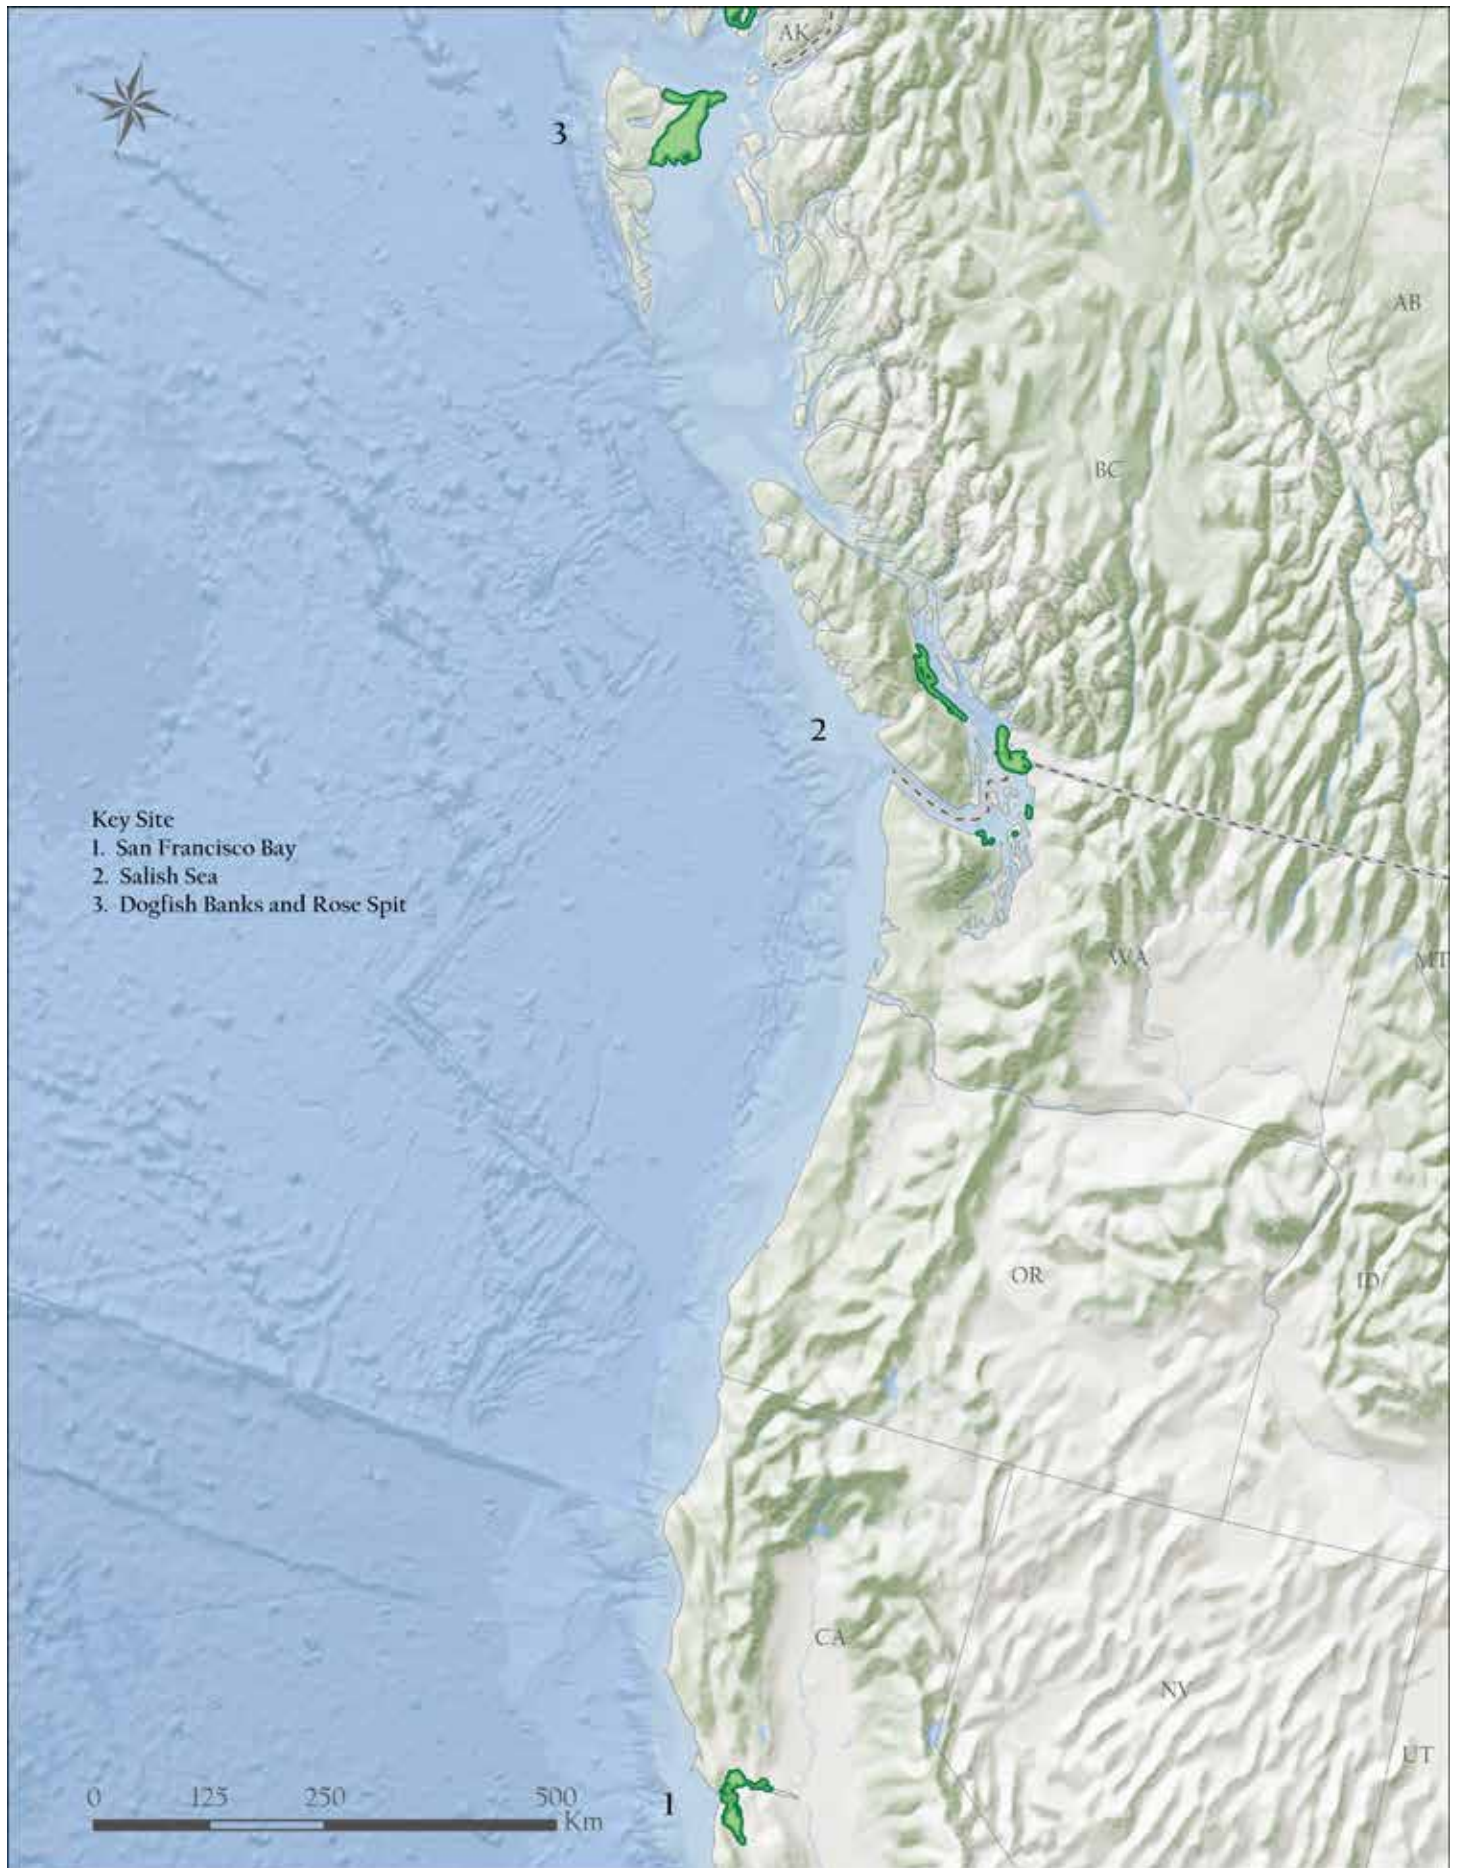 AK
3
AB
BC
2
Key Site
1. San Francisco Bay
2. Salish Sea
3. Dogfish Banks and Rose Spit
WA
MT
OR
ID
CA
NV
UT
0 125 250 500
Km
1